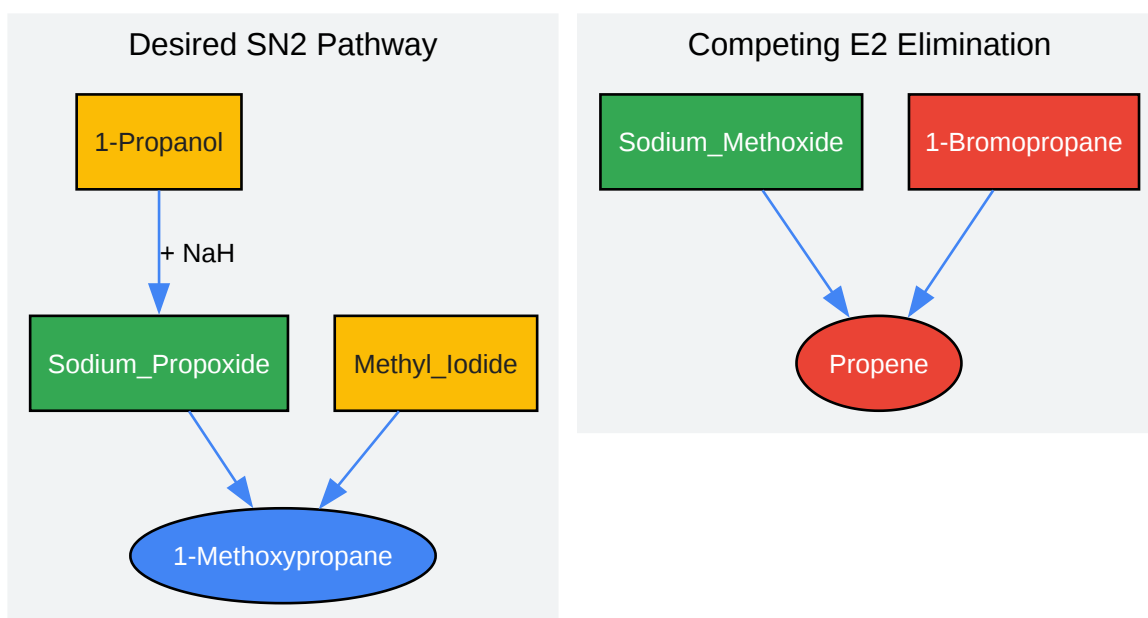 Desired SN2 Pathway
1-Propanol
+ NaH
Sodium_Propoxide
Methyl_Iodide
1-Methoxypropane
Competing E2 Elimination
Sodium_Methoxide
1-Bromopropane
Propene